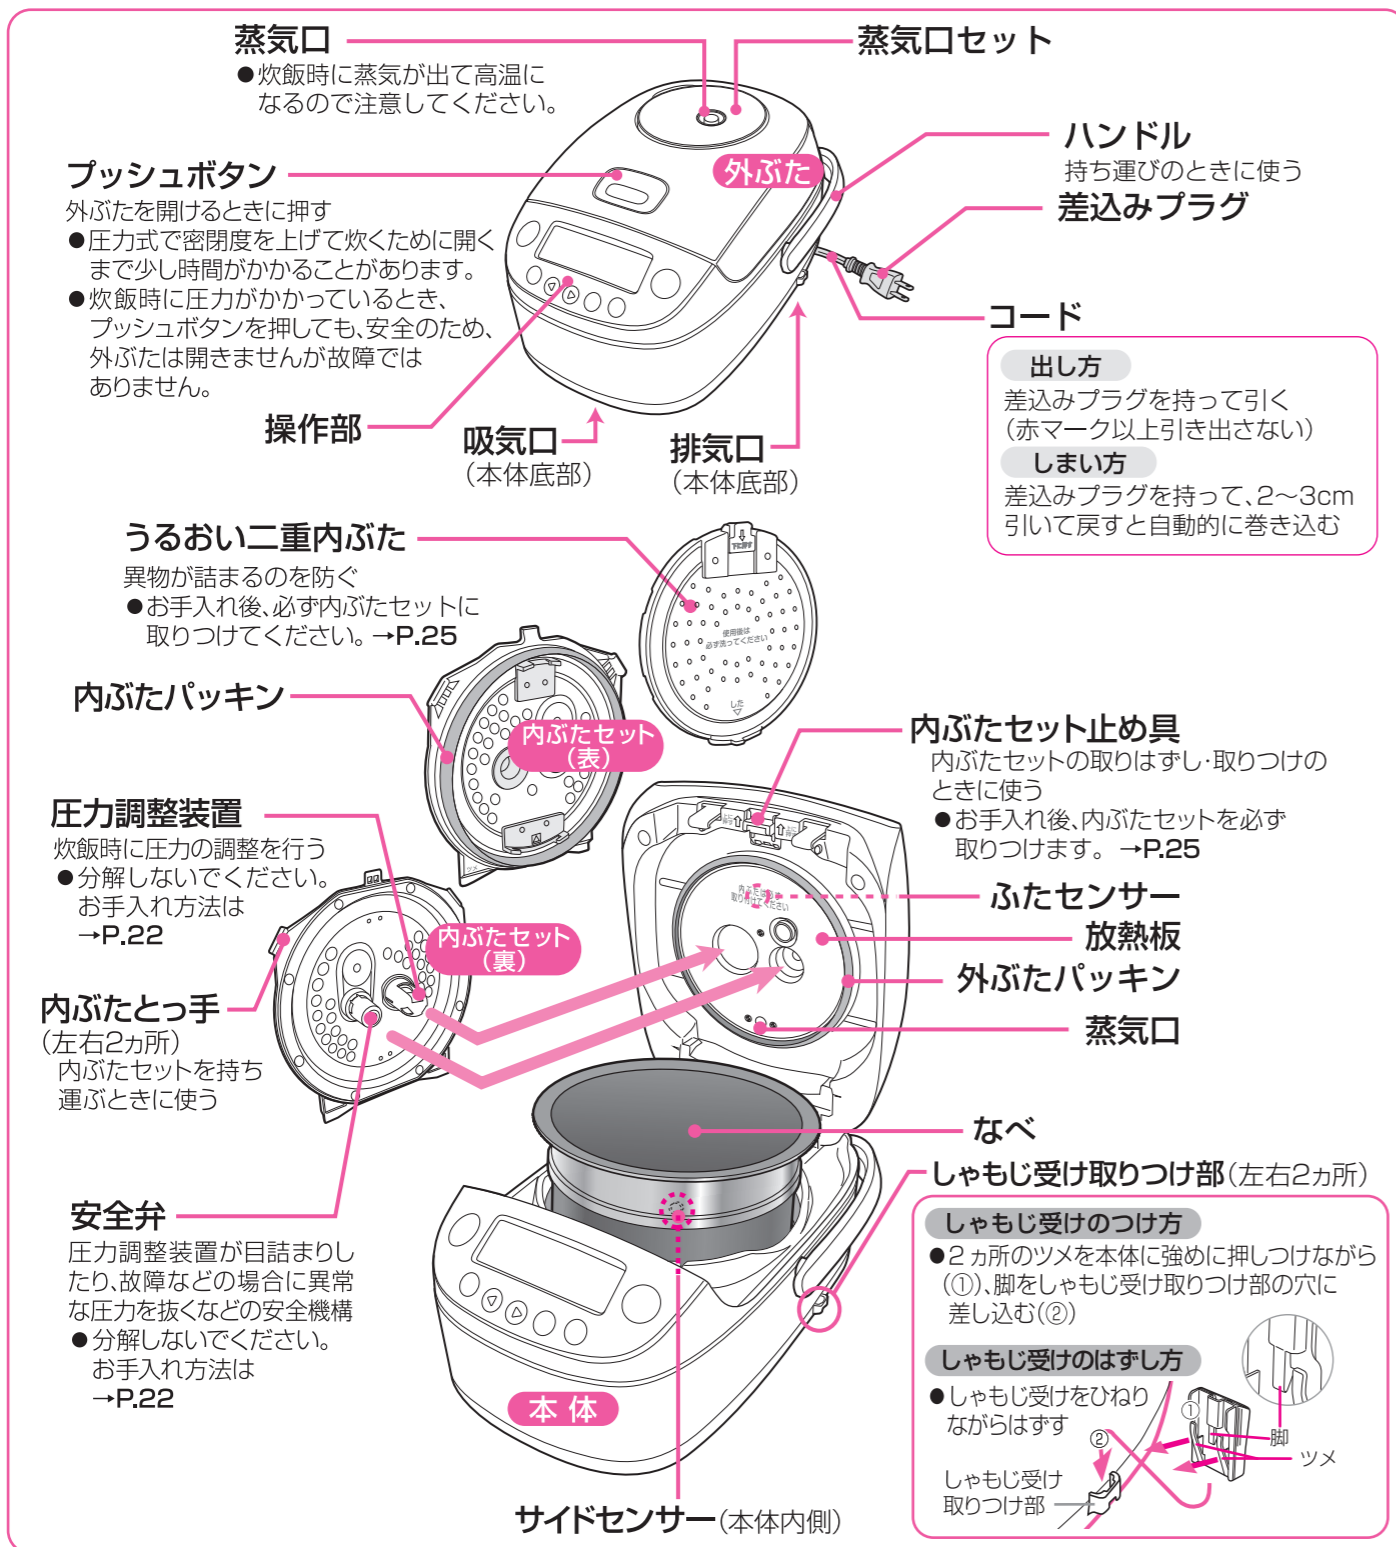 蒸気口
●炊飯時に蒸気が出て高温に
なるので注意してください。
蒸気口セット
外ぶた
ハンドル
持ち運びのときに使う
差込みプラグ
プッシュボタン
外ぶたを開けるときに押す
●圧力式で密閉度を上げて炊くために開く
まで少し時間がかかることがあります。
●炊飯時に圧力がかかっているとき、
プッシュボタンを押しても、安全のため、
外ぶたは開きませんが故障では
ありません。
操作部
吸気口
(本体底部)
排気口
(本体底部)
コード
出し方
差込みプラグを持って引く
(赤マーク以上引き出さない)
しまい方
差込みプラグを持って、2〜3cm
引いて戻すと自動的に巻き込む
うるおい二重内ぶた
異物が詰まるのを防ぐ
●お手入れ後、必ず内ぶたセットに
取りつけてください。→P.25
使用後は
必ず洗ってください
した
内ぶたパッキン
内ぶたセット
(表)
内ぶたセット止め具
内ぶたセットの取りはずし・取りつけの
ときに使う
●お手入れ後、内ぶたセットを必ず
取りつけます。 →P.25
圧力調整装置
炊飯時に圧力の調整を行う
●分解しないでください。
お手入れ方法は
→P.22
内ぶたセット
(裏)
内ぶたは必ず
取り付けてください
ふたセンサー
放熱板
外ぶたパッキン
蒸気口
内ぶたとっ手
(左右2ヵ所)
内ぶたセットを持ち
運ぶときに使う
なべ
しゃもじ受け取りつけ部(左右2ヵ所)
しゃもじ受けのつけ方
●2ヵ所のツメを本体に強めに押しつけながら
(①)、脚をしゃもじ受け取りつけ部の穴に
差し込む(②)
しゃもじ受けのはずし方
●しゃもじ受けをひねり
ながらはずす
①
②
脚
ツメ
しゃもじ受け
取りつけ部
安全弁
圧力調整装置が目詰まりし
たり、故障などの場合に異常
な圧力を抜くなどの安全機構
●分解しないでください。
お手入れ方法は
→P.22
本体
サイドセンサー(本体内側)